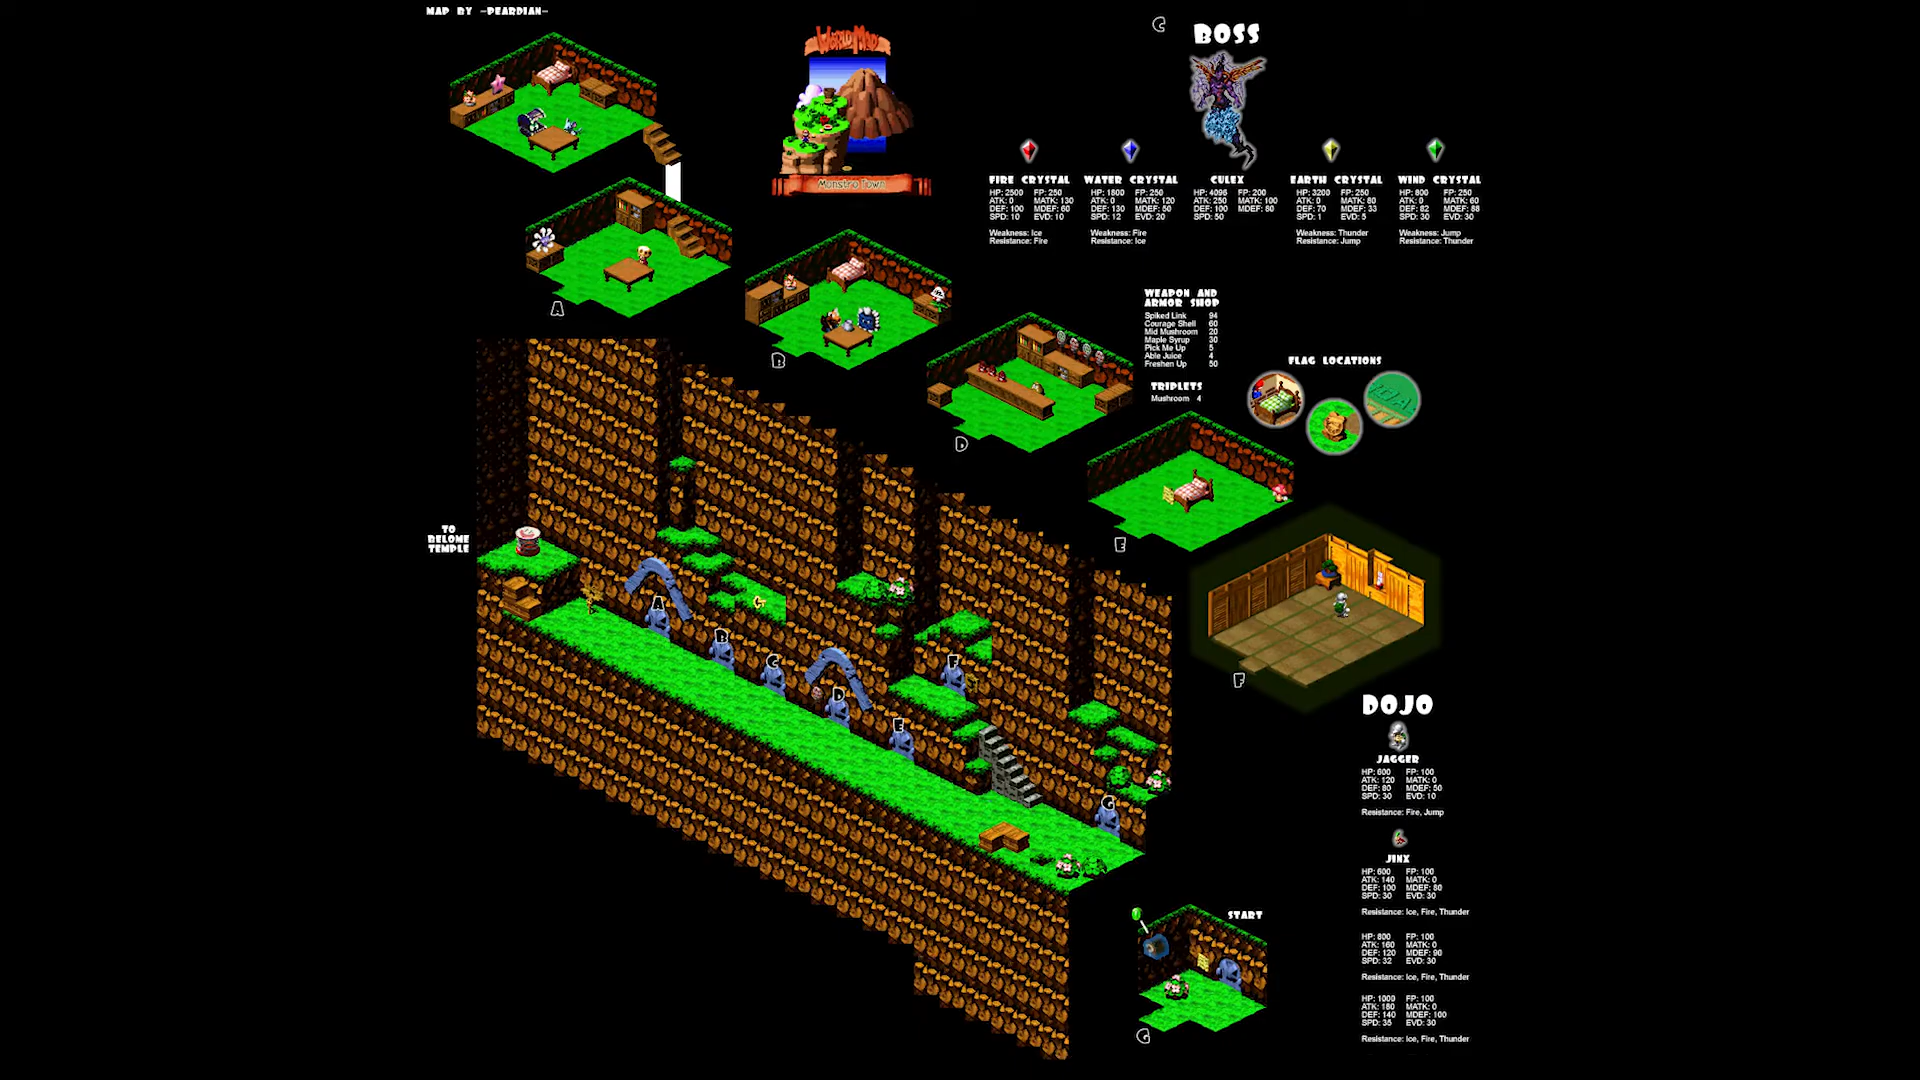 MAP BY -PEARDIAN-
WORLD MAP
Monstro Town
C
BOSS
FIRE CRYSTAL
HP: 2500 FP: 250
ATK: 0 MATK: 130
DEF: 100 MDEF: 60
SPD: 10 EVD: 10
Weakness: Ice
Resistance: Fire
WATER CRYSTAL
HP: 1800 FP: 250
ATK: 0 MATK: 120
DEF: 130 MDEF: 50
SPD: 12 EVD: 20
Weakness: Fire
Resistance: Ice
CULEX
HP: 4096 FP: 200
ATK: 250 MATK: 100
DEF: 100 MDEF: 80
SPD: 50
EARTH CRYSTAL
HP: 3200 FP: 250
ATK: 0 MATK: 80
DEF: 70 MDEF: 33
SPD: 1 EVD: 5
Weakness: Thunder
Resistance: Jump
WIND CRYSTAL
HP: 800 FP: 250
ATK: 0 MATK: 60
DEF: 82 MDEF: 88
SPD: 30 EVD: 30
Weakness: Jump
Resistance: Thunder
A
B
D
WEAPON AND
ARMOR SHOP
Spiked Link 94
Courage Shell 60
Mid Mushroom 20
Maple Syrup 30
Pick Me Up 5
Able Juice 4
Freshen Up 50
TRIPLETS
Mushroom 4
FLAG LOCATIONS
E
TO
BELOME
TEMPLE
A
B
C
D
E
F
G
F
DOJO
JAGGER
HP: 600 FP: 100
ATK: 120 MATK: 0
DEF: 80 MDEF: 50
SPD: 30 EVD: 10
Resistance: Fire, Jump
JINX
HP: 600 FP: 100
ATK: 140 MATK: 0
DEF: 100 MDEF: 80
SPD: 30 EVD: 30
Resistance: Ice, Fire, Thunder
HP: 800 FP: 100
ATK: 160 MATK: 0
DEF: 120 MDEF: 90
SPD: 32 EVD: 30
Resistance: Ice, Fire, Thunder
HP: 1000 FP: 100
ATK: 180 MATK: 0
DEF: 140 MDEF: 100
SPD: 35 EVD: 30
Resistance: Ice, Fire, Thunder
START
G